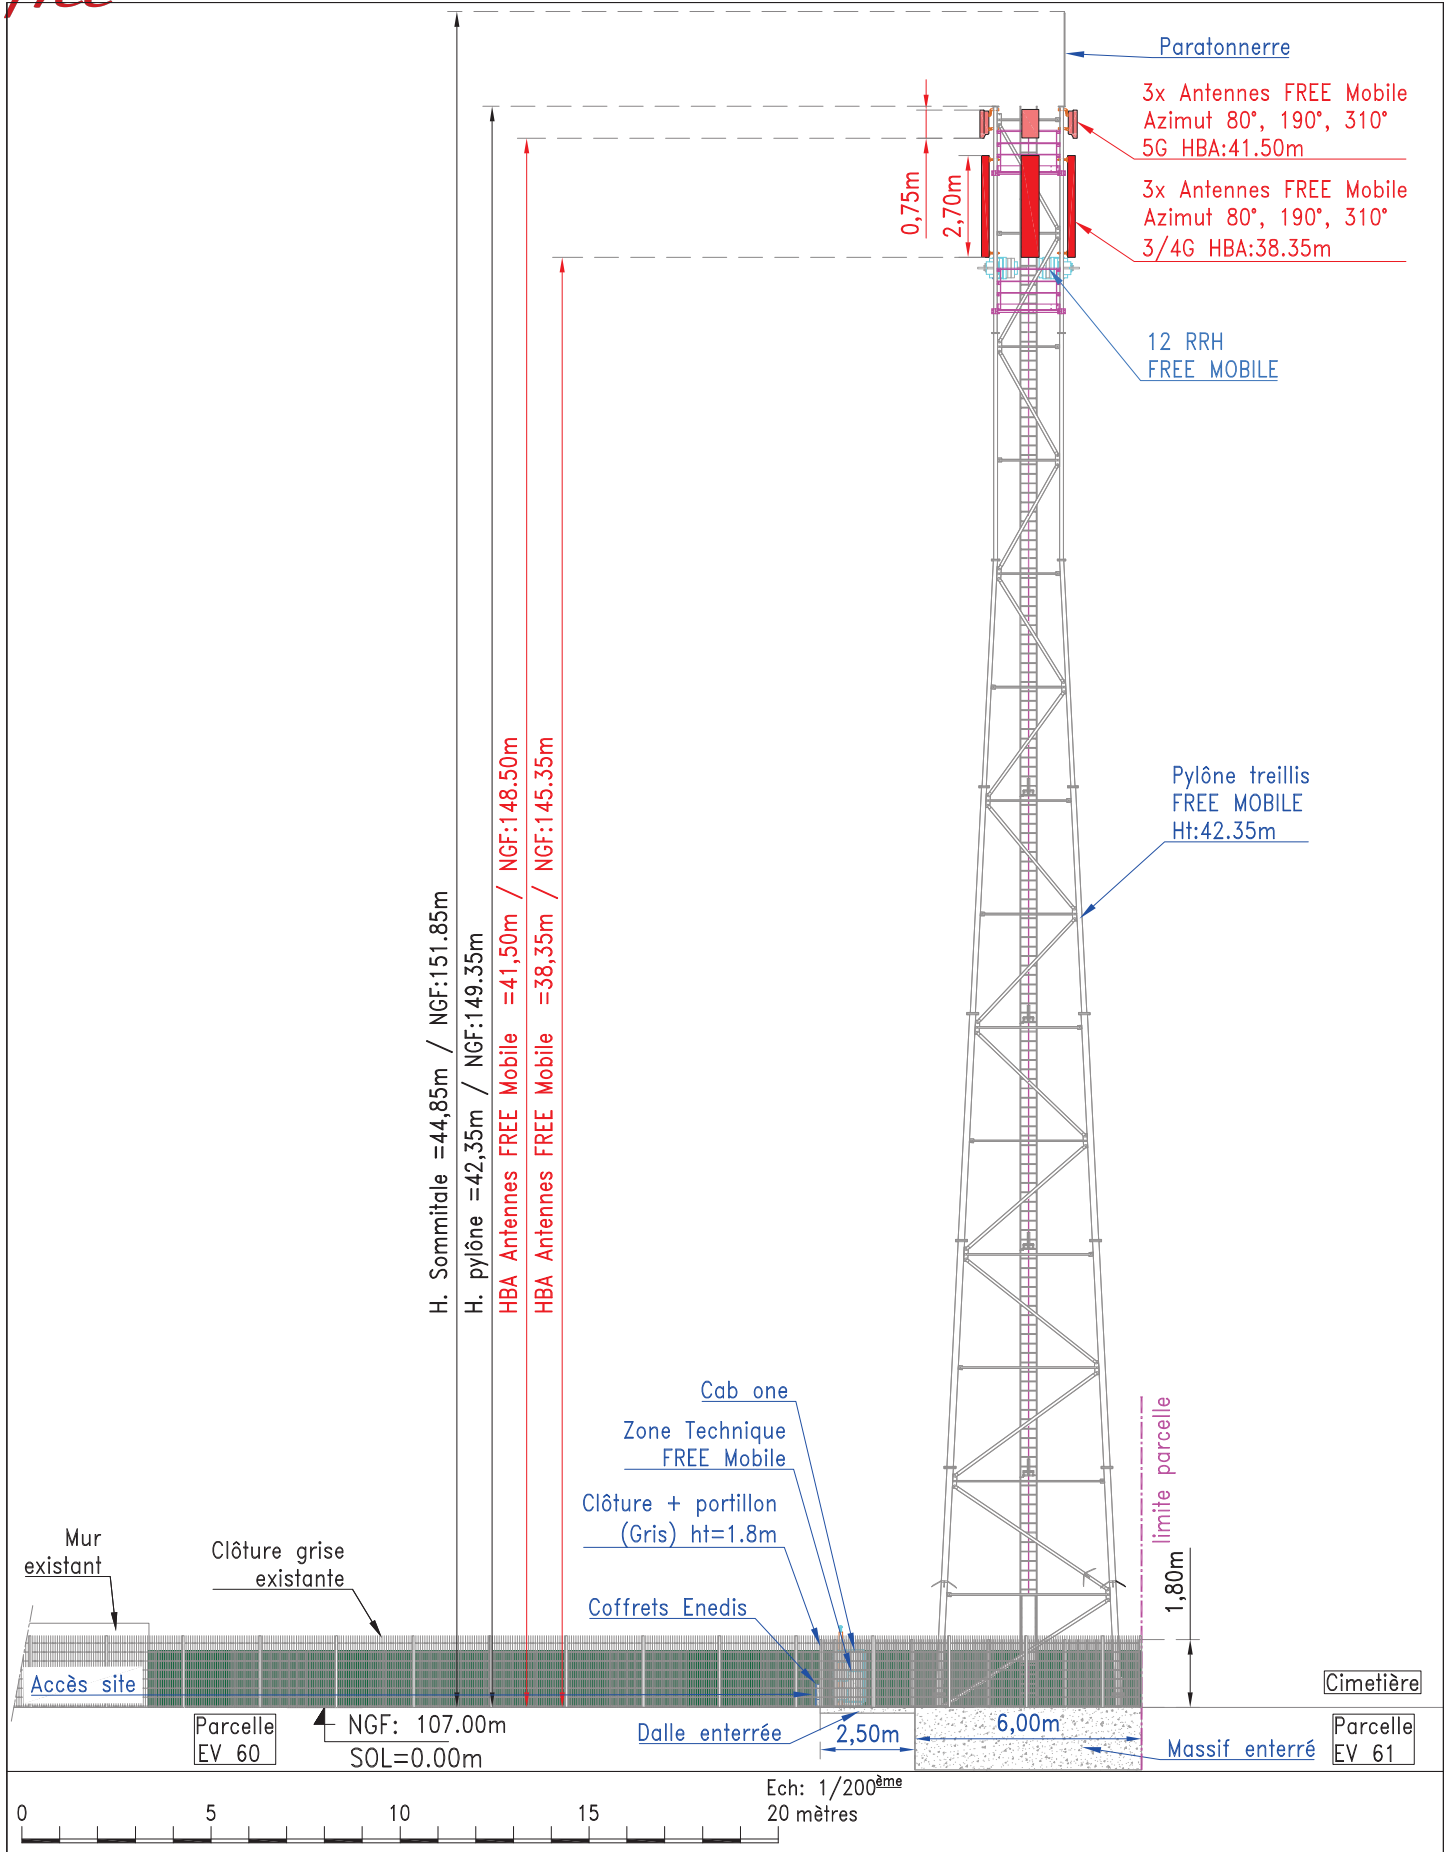 free
Paratonnerre
3x Antennes FREE Mobile
Azimut 80°, 190°, 310°
5G HBA:41.50m
3x Antennes FREE Mobile
Azimut 80°, 190°, 310°
3/4G HBA:38.35m
0,75m
2,70m
12 RRH
FREE MOBILE
Pylône treillis
FREE MOBILE
Ht:42.35m
H. Sommitale =44,85m / NGF:151.85m
H. pylône =42,35m / NGF:149.35m
HBA Antennes FREE Mobile =41,50m / NGF:148.50m
HBA Antennes FREE Mobile =38,35m / NGF:145.35m
Cab one
Zone Technique
FREE Mobile
Clôture + portillon
(Gris) ht=1.8m
Coffrets Enedis
limite parcelle
1,80m
Mur
existant
Clôture grise
existante
Accès site
Cimetière
Parcelle
EV 60
NGF: 107.00m
SOL=0.00m
Dalle enterrée
2,50m
6,00m
Massif enterré
Parcelle
EV 61
Ech: 1/200ème
0 5 10 15 20 mètres